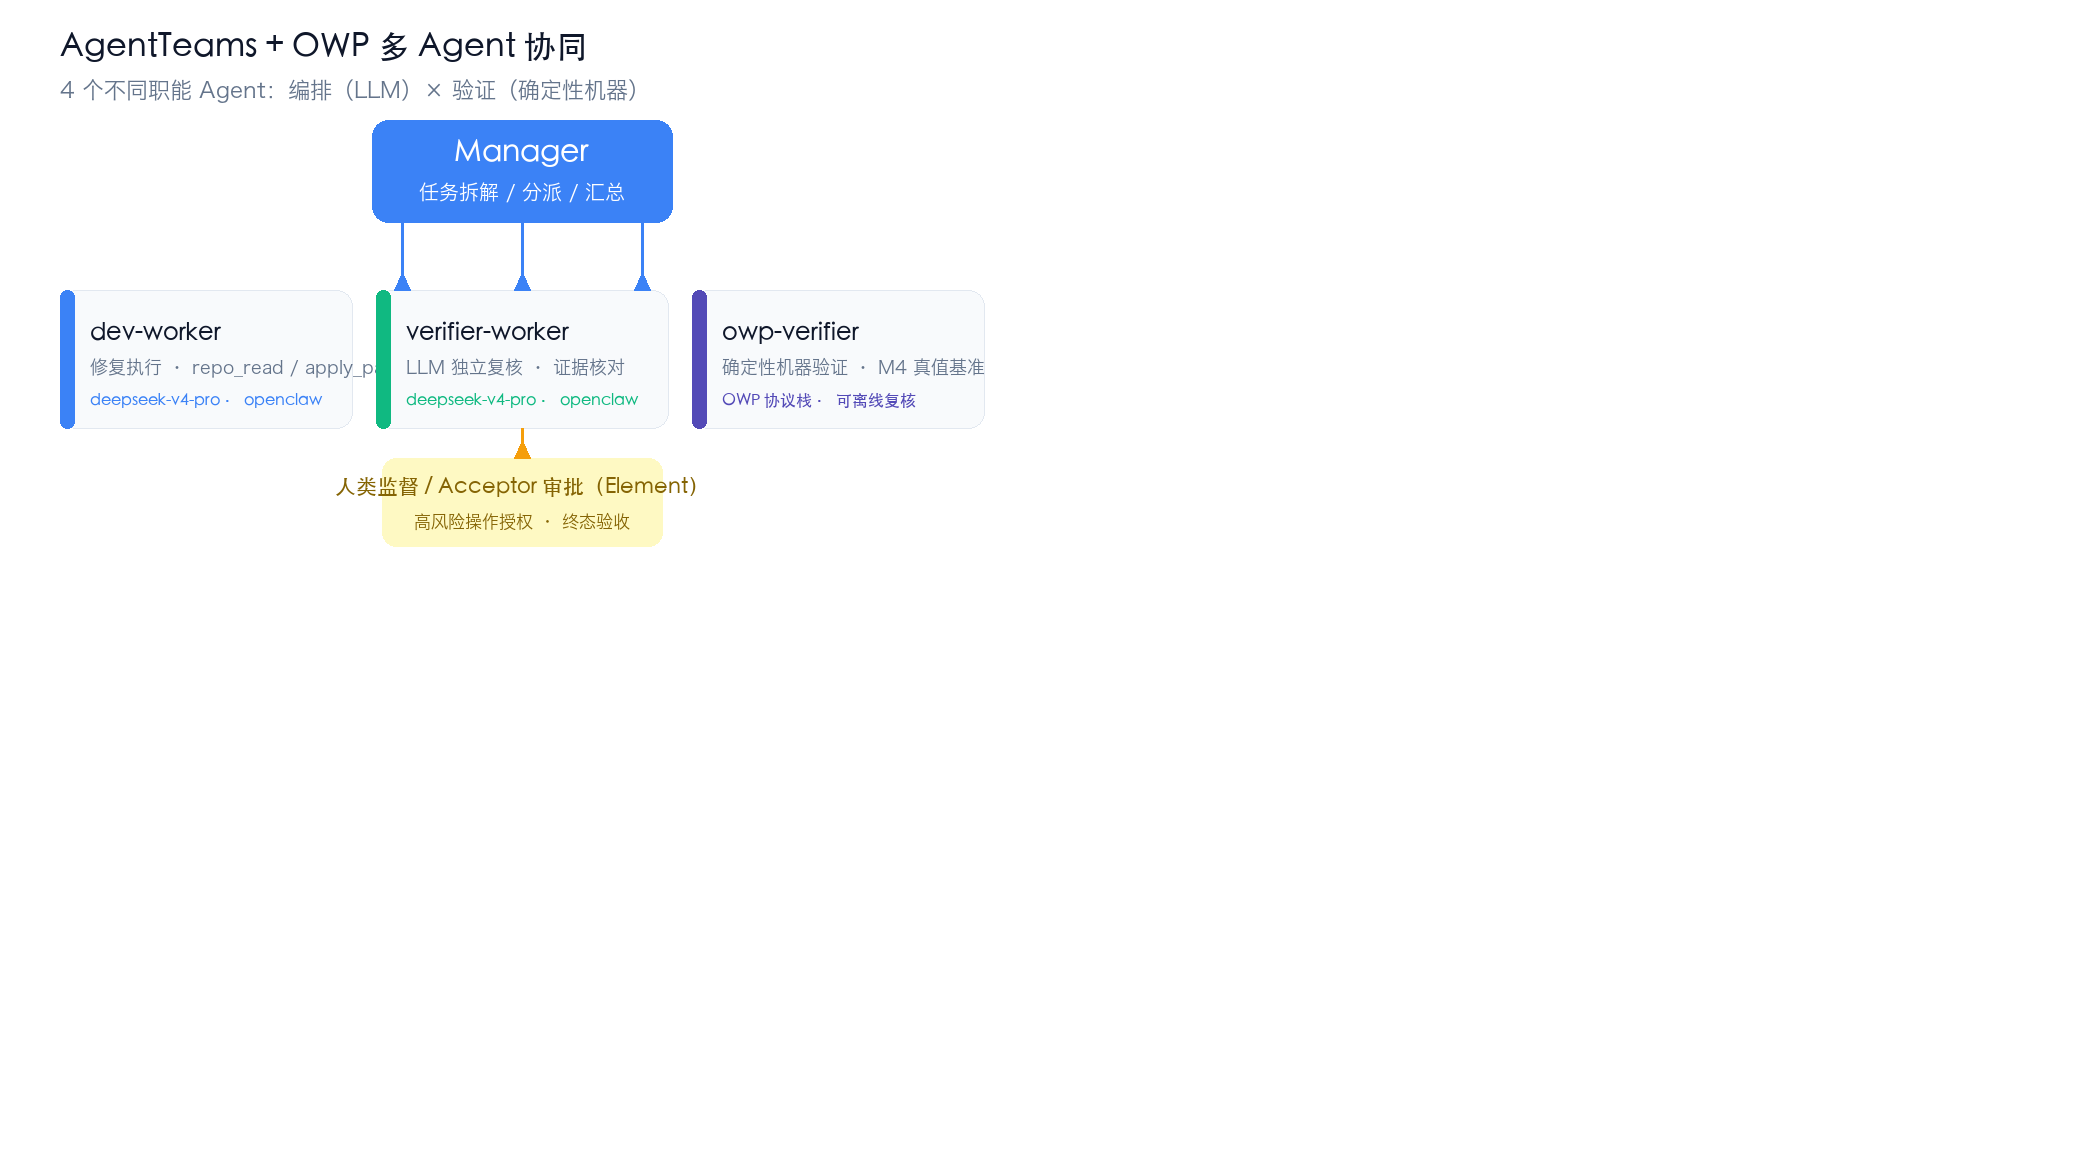 AgentTeams + OWP 多 Agent 协同
4 个不同职能 Agent：编排（LLM）× 验证（确定性机器）
Manager
任务拆解 / 分派 / 汇总
dev-worker
修复执行 · repo_read /
deepseek-v4-pro · openclaw
verifier-worker
LLM 独立复核 · 证据核对
deepseek-v4-pro · openclaw
owp-verifier
确定性机器验证 · M4 真值基准
OWP 协议栈 · 可离线复核
人类监督 / Acceptor 审批（Element）
高风险操作授权 · 终态验收